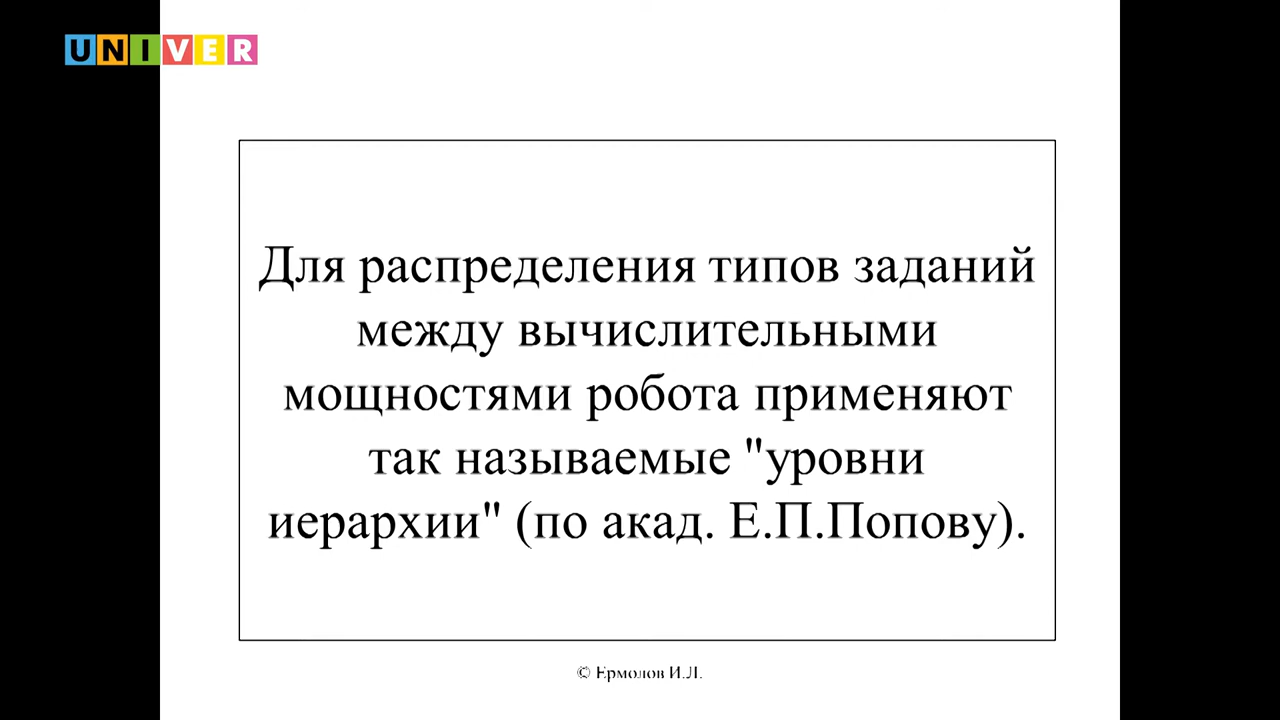 UNIVER
Для распределения типов заданий
между вычислительными
мощностями робота применяют
так называемые "уровни
иерархии" (по акад. Е.П.Попову).
© Ермолов И.Л.